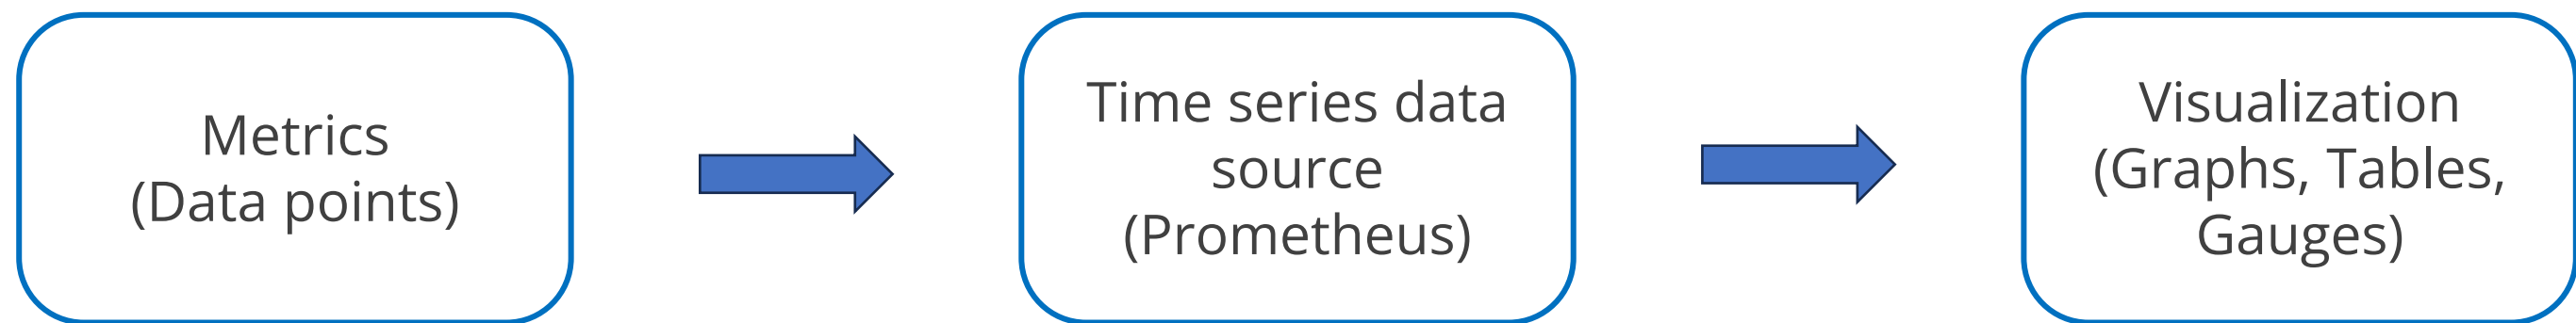 Metrics
(Data points)
Time series data
source
(Prometheus)
Visualization
(Graphs, Tables,
Gauges)